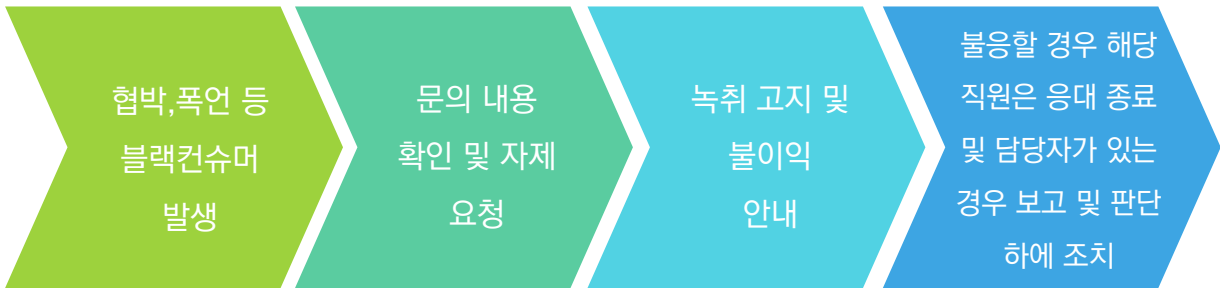 협박,폭언 등
블랙컨슈머
발생
문의 내용
확인 및 자제
요청
녹취 고지 및
불이익
안내
불응할 경우 해당
직원은 응대 종료
및 담당자가 있는
경우 보고 및 판단
하에 조치